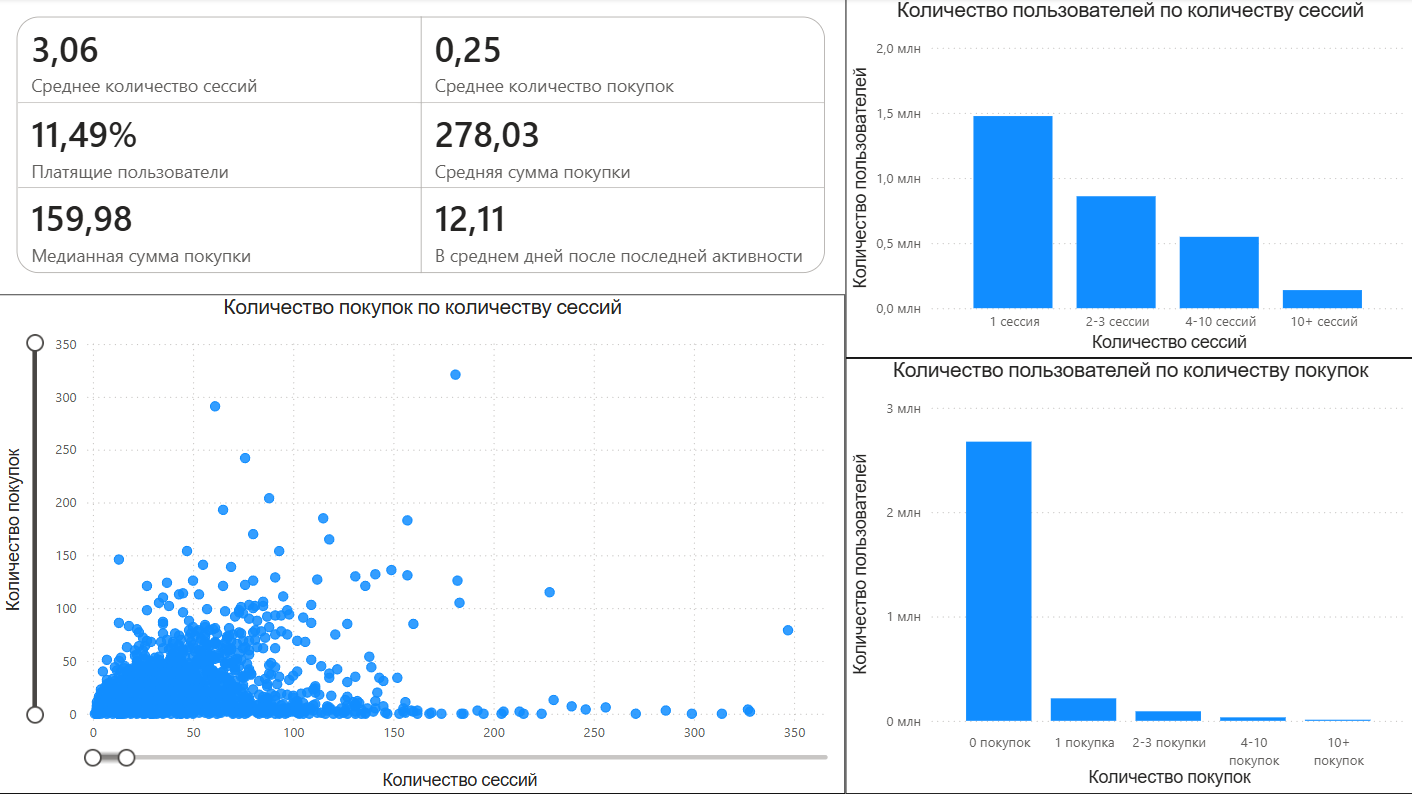 3,06
Среднее количество сессий
0,25
Среднее количество покупок
11,49%
Платящие пользователи
278,03
Средняя сумма покупки
159,98
Медианная сумма покупки
12,11
В среднем дней после последней активности
Количество пользователей по количеству сессий
Количество пользователей
2,0 млн
1,5 млн
1,0 млн
0,5 млн
0,0 млн
1 сессия
2-3 сессии
4-10 сессий
10+ сессий
Количество сессий
Количество покупок по количеству сессий
Количество покупок
350
300
250
200
150
100
50
0
0
50
100
150
200
250
300
350
Количество сессий
Количество пользователей по количеству покупок
Количество пользователей
3 млн
2 млн
1 млн
0 млн
0 покупок
1 покупка
2-3 покупки
4-10
покупок
10+
покупок
Количество покупок